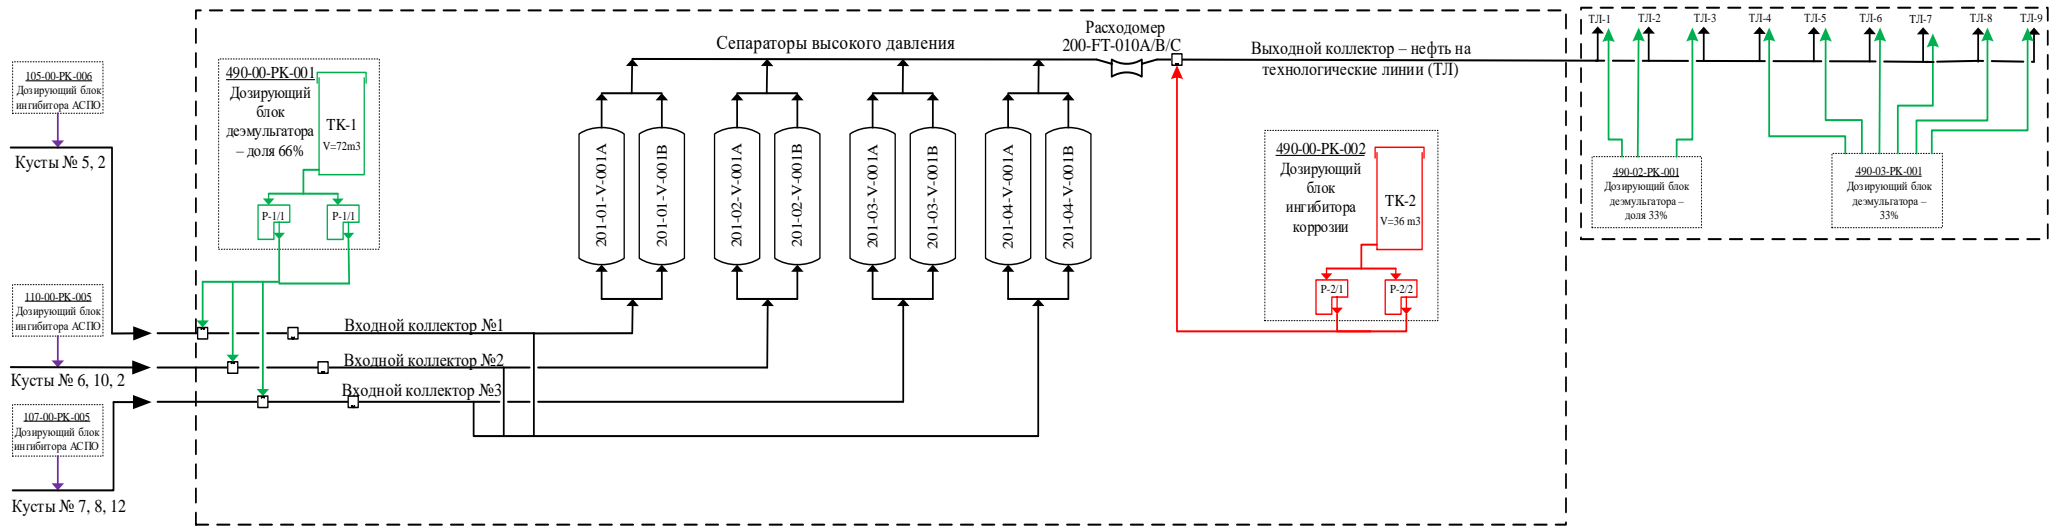 105-00-PK-006
Дозирующий блок
ингибитора АСПО
Кусты № 5, 2
110-00-PK-005
Дозирующий блок
ингибитора АСПО
Кусты № 6, 10, 2
107-00-PK-005
Дозирующий блок
ингибитора АСПО
Кусты № 7, 8, 12
490-00-PK-001
Дозирующий
блок
деэмульгатора
– доля 66%
ТК-1
V=72m3
P-1/1
P-1/1
Входной коллектор №1
Входной коллектор №2
Входной коллектор №3
Сепараторы высокого давления
201-01-V-001A
201-01-V-001B
201-02-V-001A
201-02-V-001B
201-03-V-001A
201-03-V-001B
201-04-V-001A
201-04-V-001B
Расходомер
200-FT-010A/B/C
Выходной коллектор – нефть на
технологические линии (ТЛ)
490-00-PK-002
Дозирующий
блок
ингибитора
коррозии
ТК-2
V=36 m3
P-2/1
P-2/2
ТЛ-1
ТЛ-2
ТЛ-3
ТЛ-4
ТЛ-5
ТЛ-6
ТЛ-7
ТЛ-8
ТЛ-9
490-02-PK-001
Дозирующий блок
деэмульгатора –
доля 33%
490-03-PK-001
Дозирующий блок
деэмульгатора –
33%